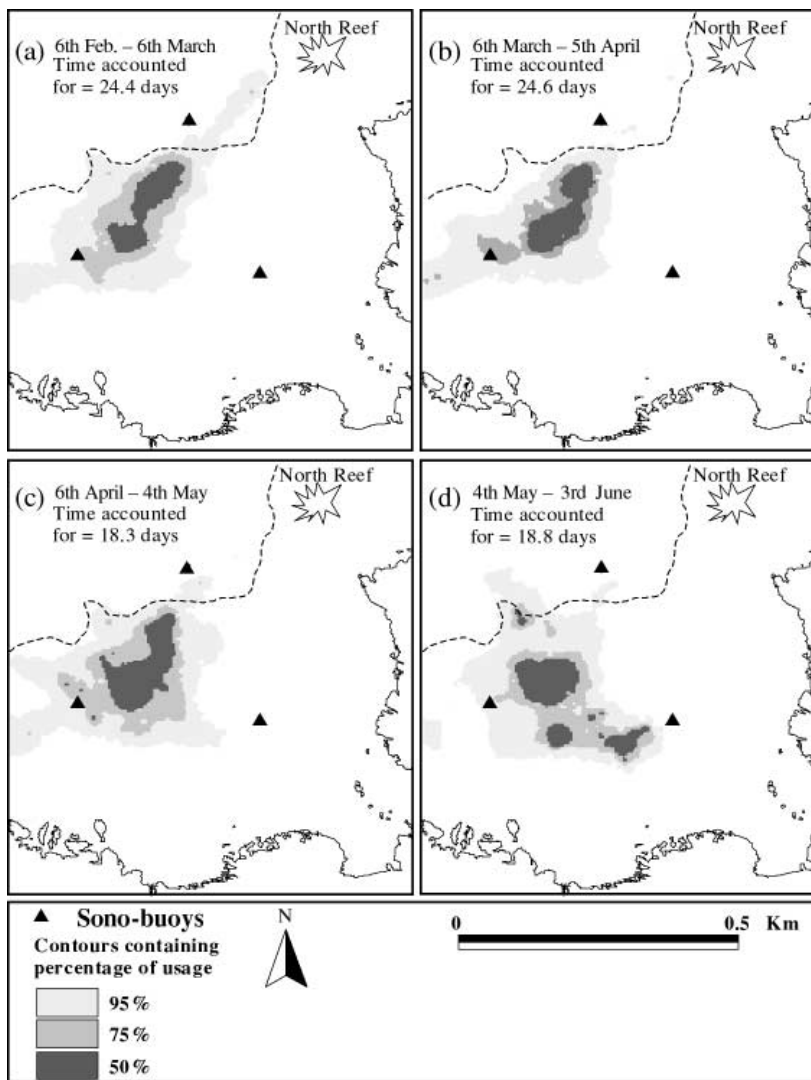 (a) 6th Feb. – 6th March
Time accounted
for = 24.4 days
North Reef
(b) 6th March – 5th April
Time accounted
for = 24.6 days
North Reef
(c) 6th April – 4th May
Time accounted
for = 18.3 days
North Reef
(d) 4th May – 3rd June
Time accounted
for = 18.8 days
North Reef
Sono-buoys
Contours containing
percentage of usage
95%
75%
50%
N
0 0.5 Km